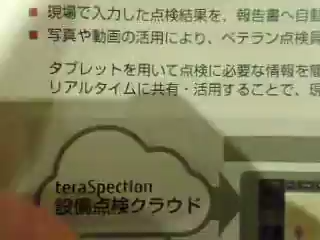 現場で入力した点検結果を、報告書へ自動
写真や動画の活用により、ベテラン点検員
タブレットを用いて点検に必要な情報を簡
リアルタイムに共有・活用することで、現
teraSpection
設備点検クラウド